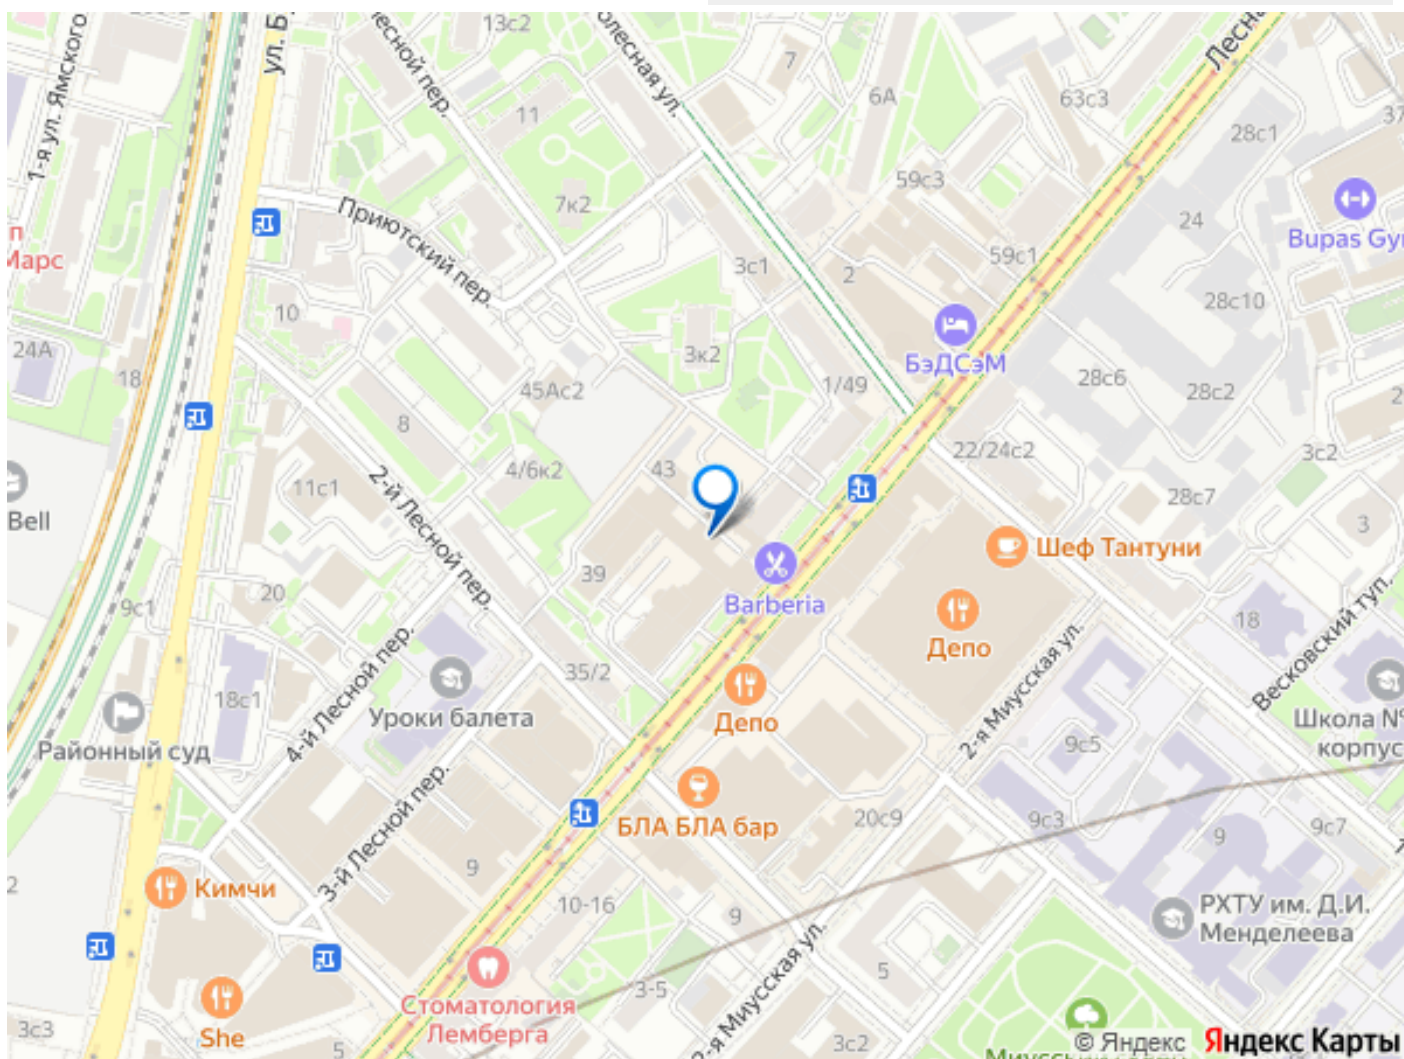 13с2
Лесн
1-я ул. Ямского
ул. Б
лесной пер.
олесная ул.
7
6А
63с3
28с1
37
11
59с3
7к2
24
Bupas Gy
Приютский пер.
п
Марс
3с1
2
59с1
28с10
10
БэДСэМ
24А
18
3к2
28с6
28с2
45Ас2
1/49
2
8
22/24с2
3с2
4/6к2
43
11с1
2-й Лесной пер.
28с7
Bell
3
Шеф Тантуни
39
Barberia
9с1
20
Депо
18
Весковский туп.
35/2
18с1
Уроки балета
4-й Лесной пер.
Депо
2-я Миусская ул.
Школа №
корпус
Районный суд
9с5
3-й Лесной пер.
БЛА БЛА бар
20с9
9с3
9
9с7
2
Кимчи
9
10-16
9
РХТУ им. Д.И.
Менделеева
2-я Миусская ул.
5
3-5
Стоматология
Лемберга
She
3с3
5
3с2
© Яндекс
Яндекс Карты